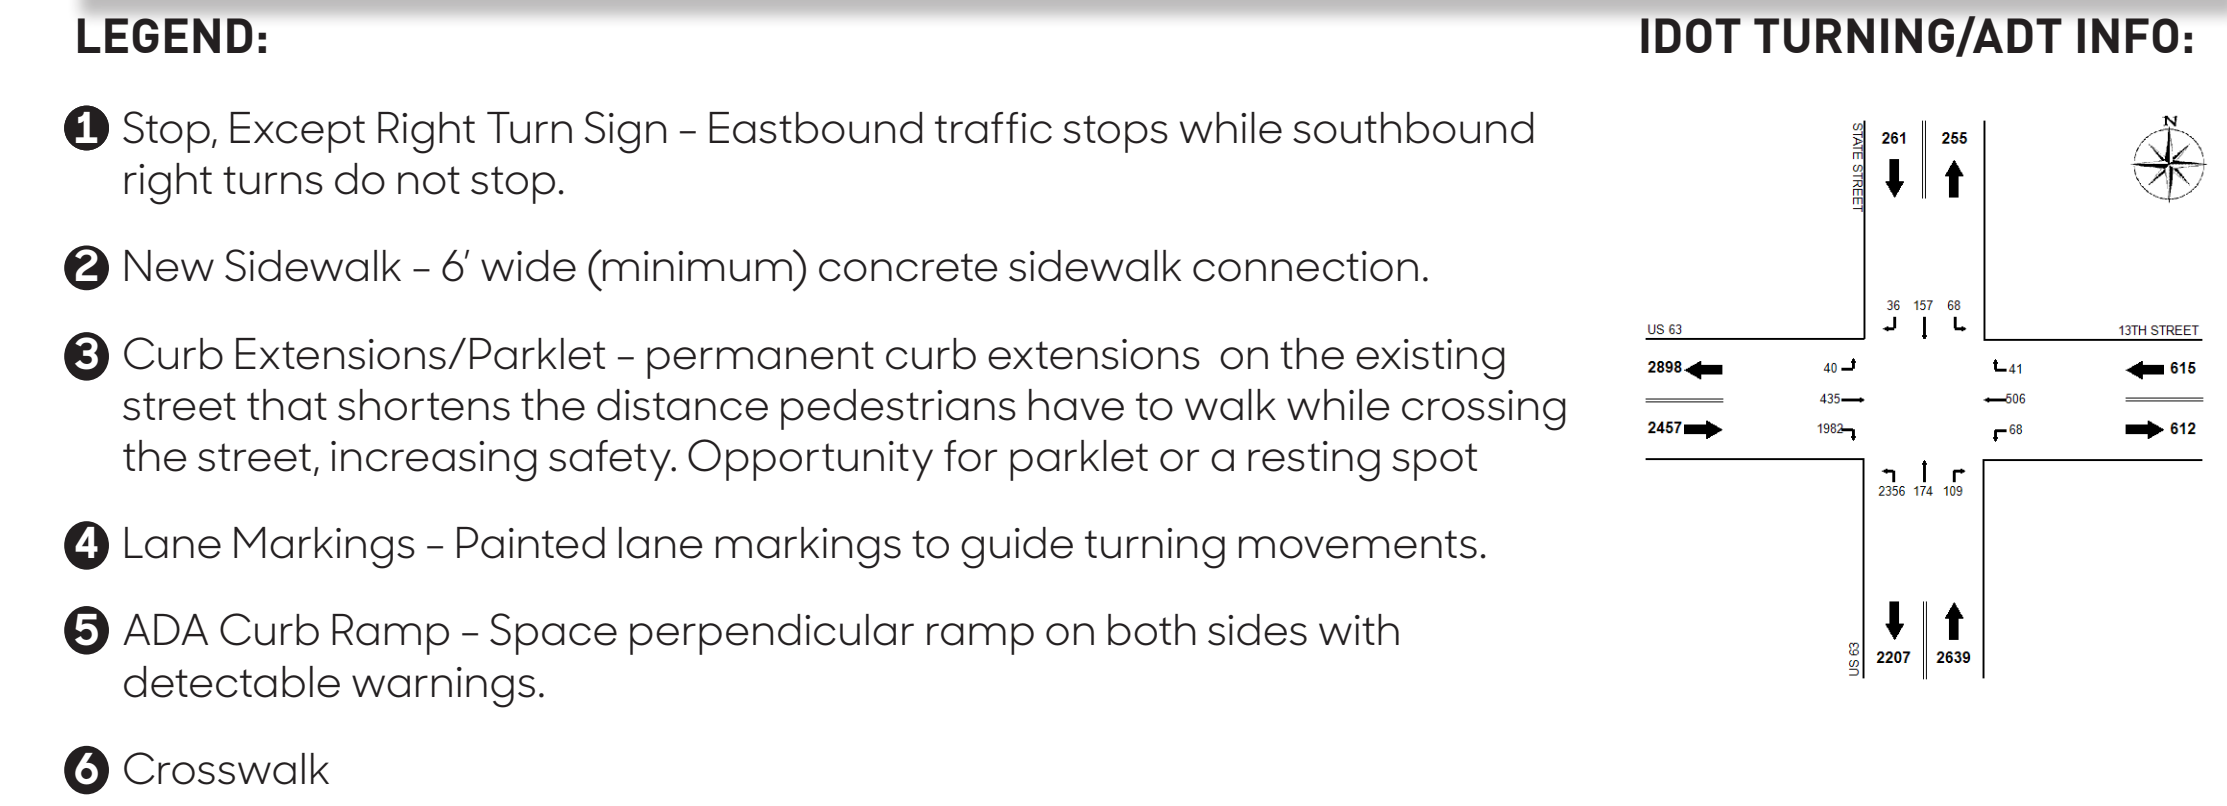 LEGEND:
1 Stop, Except Right Turn Sign – Eastbound traffic stops while southbound
right turns do not stop.
2 New Sidewalk – 6’ wide (minimum) concrete sidewalk connection.
3 Curb Extensions/Parklet – permanent curb extensions on the existing
street that shortens the distance pedestrians have to walk while crossing
the street, increasing safety. Opportunity for parklet or a resting spot
4 Lane Markings – Painted lane markings to guide turning movements.
5 ADA Curb Ramp – Space perpendicular ramp on both sides with
detectable warnings.
6 Crosswalk
IDOT TURNING/ADT INFO:
N
STATE STREET
261 255
36 157 68
US 63
13TH STREET
2898 40 41 615
435 506
2457 1982 68 612
2356 174 109
US 63
2207 2639